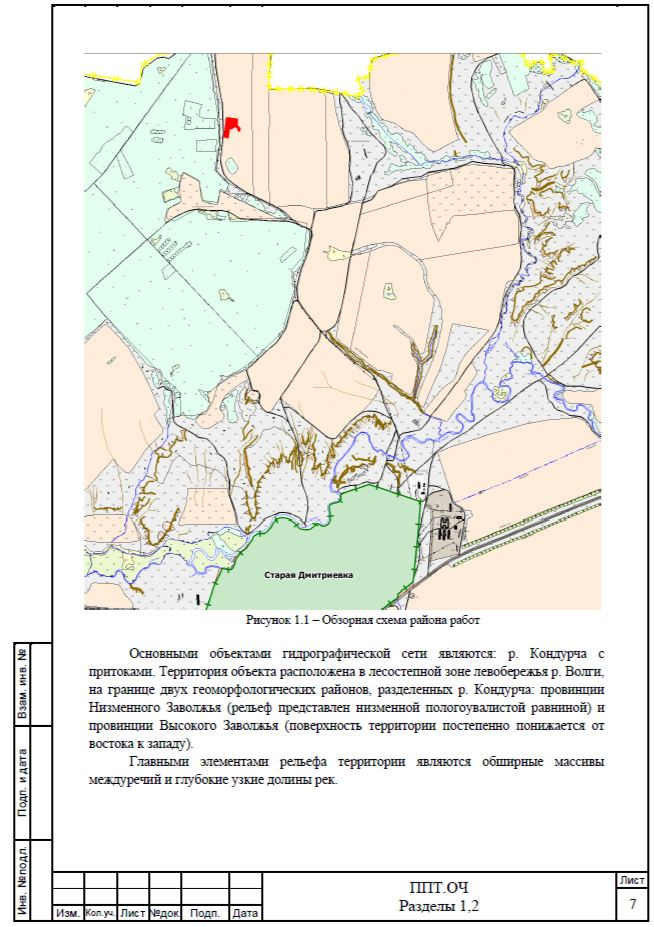 Старая Дмитриевка
Рисунок 1.1 – Обзорная схема района работ
Основными объектами гидрографической сети являются: р. Кондурча с
притоками. Территория объекта расположена в лесостепной зоне левобережья р. Волги,
на границе двух геоморфологических районов, разделенных р. Кондурча: провинции
Низменного Заволжья (рельеф представлен низменной пологоувалистой равниной) и
провинции Высокого Заволжья (поверхность территории постепенно понижается от
востока к западу).
Главными элементами рельефа территории являются обширные массивы
междуречий и глубокие узкие долины рек.
Взам. инв. №
Подп. и дата
Инв. №подл.
Изм. Кол.уч. Лист №док. Подп. Дата
ППТ.ОЧ
Разделы 1,2
Лист
7